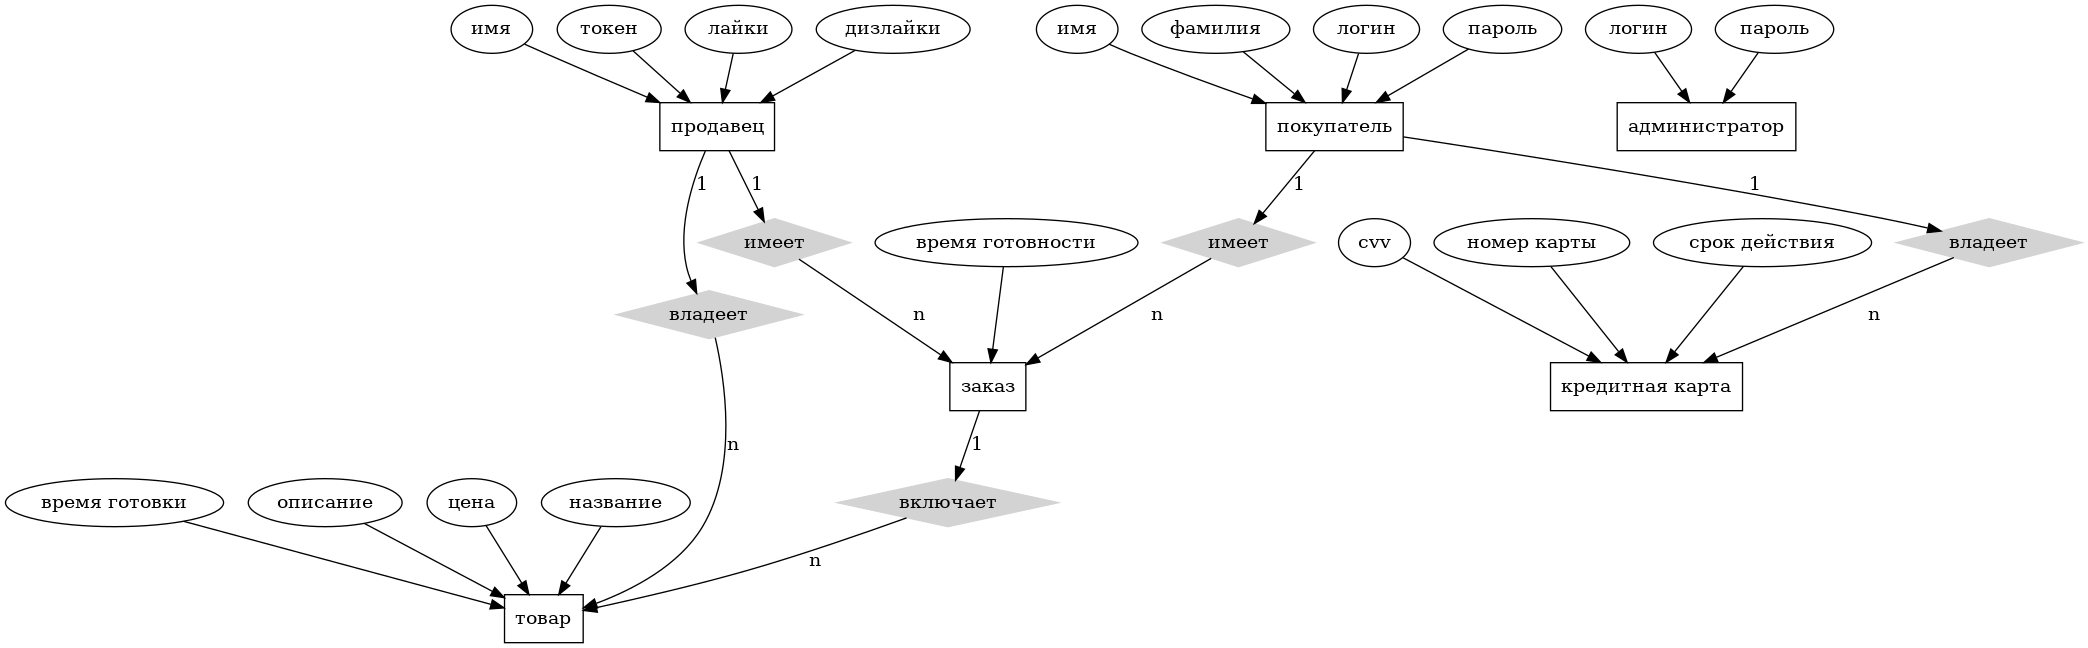 имя
токен
лайки
дизлайки
имя
фамилия
логин
пароль
логин
пароль
продавец
покупатель
администратор
1
1
1
1
имеет
время готовности
имеет
cvv
номер карты
срок действия
владеет
владеет
n
n
n
заказ
кредитная карта
1
n
время готовки
описание
цена
название
включает
n
товар